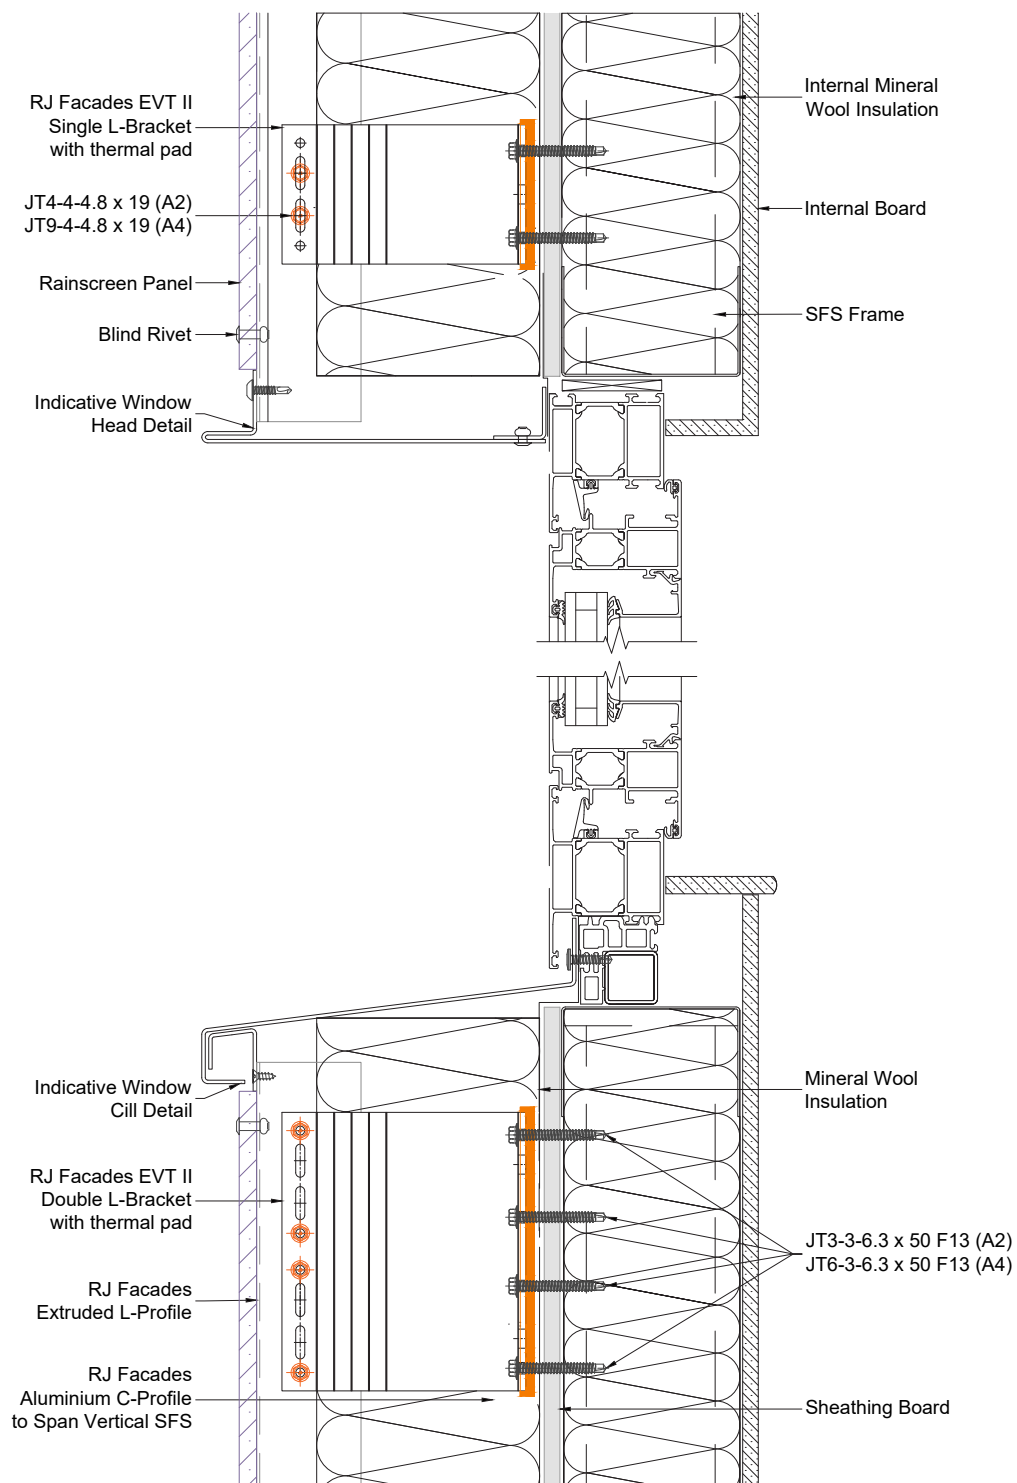 RJ Facades EVT II
Single L-Bracket
with thermal pad
JT4-4-4.8 x 19 (A2)
JT9-4-4.8 x 19 (A4)
Rainscreen Panel
Blind Rivet
Indicative Window
Head Detail
Internal Mineral
Wool Insulation
Internal Board
SFS Frame
Indicative Window
Cill Detail
RJ Facades EVT II
Double L-Bracket
with thermal pad
RJ Facades
Extruded L-Profile
RJ Facades
Aluminium C-Profile
to Span Vertical SFS
Mineral Wool
Insulation
JT3-3-6.3 x 50 F13 (A2)
JT6-3-6.3 x 50 F13 (A4)
Sheathing Board